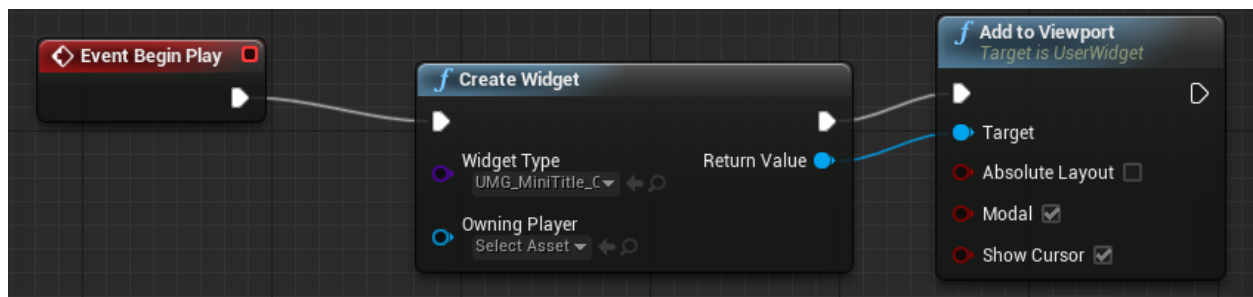 Event Begin Play
Create Widget
Widget Type
UMG_MiniTitle_C
Return Value
Owning Player
Select Asset
Add to Viewport
Target is UserWidget
Target
Absolute Layout
Modal
Show Cursor